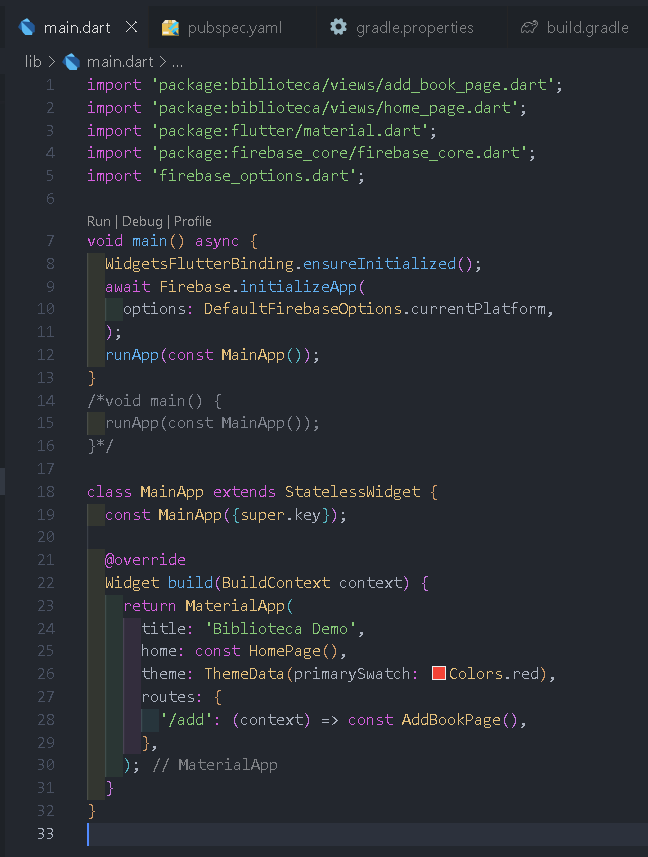 main.dart pubspec.yaml gradle.properties build.gradle
lib > main.dart > ...
1 import 'package:biblioteca/views/add_book_page.dart';
2 import 'package:biblioteca/views/home_page.dart';
3 import 'package:flutter/material.dart';
4 import 'package:firebase_core/firebase_core.dart';
5 import 'firebase_options.dart';
6
Run | Debug | Profile
7 void main() async {
8 WidgetsFlutterBinding.ensureInitialized();
9 await Firebase.initializeApp(
10 options: DefaultFirebaseOptions.currentPlatform,
11 );
12 runApp(const MainApp());
13 }
14 /*void main() {
15 runApp(const MainApp());
16 }*/
17
18 class MainApp extends StatelessWidget {
19 const MainApp({super.key});
20
21 @override
22 Widget build(BuildContext context) {
23 return MaterialApp(
24 title: 'Biblioteca Demo',
25 home: const HomePage(),
26 theme: ThemeData(primarySwatch: Colors.red),
27 routes: {
28 '/add': (context) => const AddBookPage(),
29 },
30 ); // MaterialApp
31 }
32 }
33